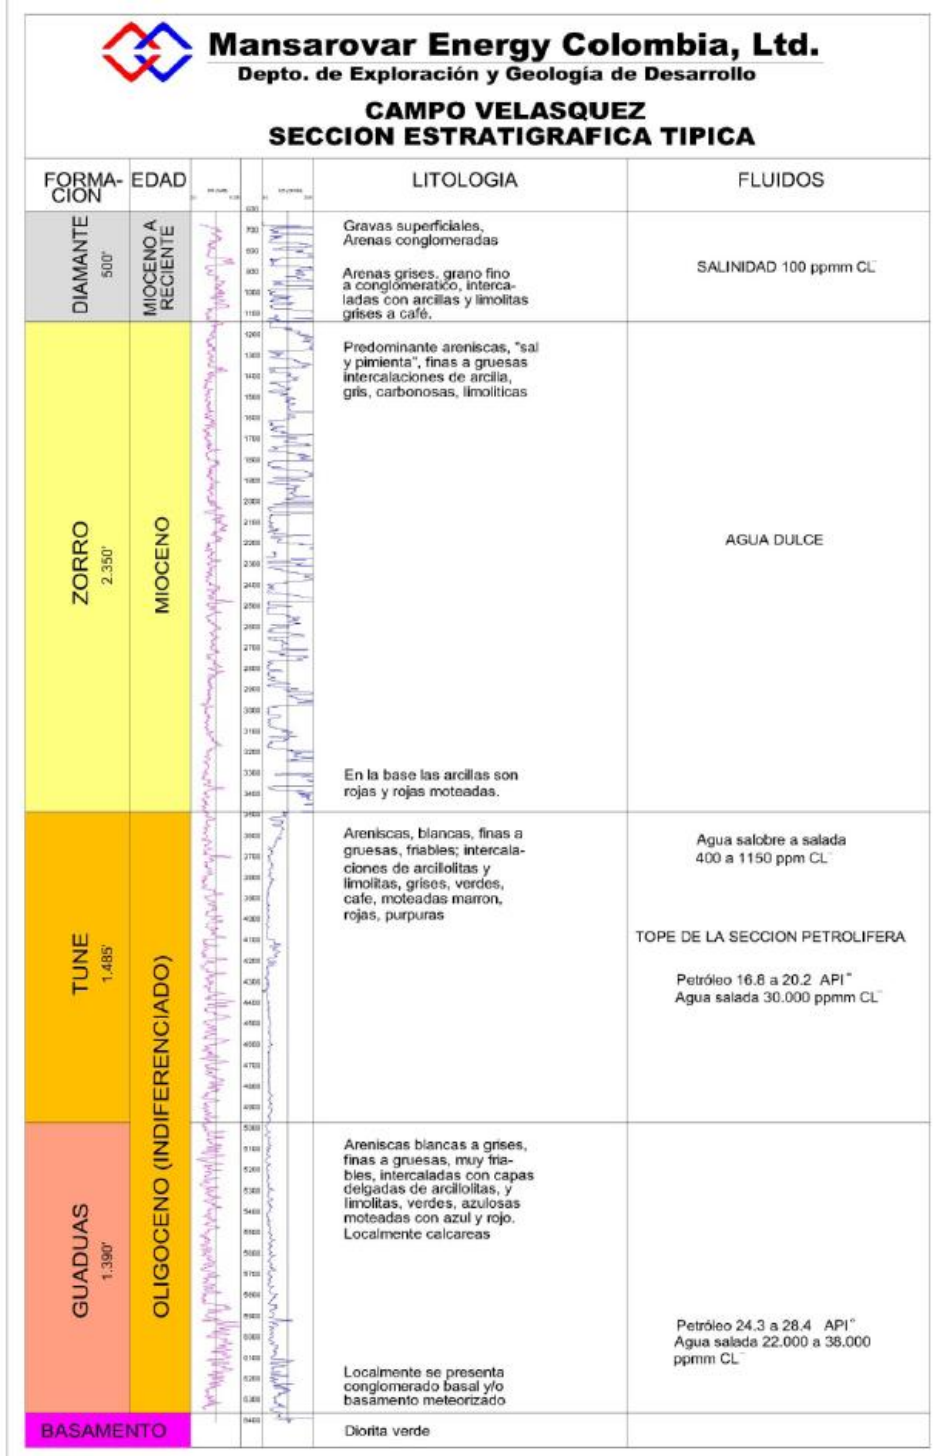 Mansarovar Energy Colombia, Ltd.
Depto. de Exploración y Geología de Desarrollo
CAMPO VELASQUEZ
SECCION ESTRATIGRAFICA TIPICA
FORMA-
CION
EDAD
LITOLOGIA
FLUIDOS
DIAMANTE
500'
MIOCENO A
RECIENTE
Gravas superficiales,
Arenas conglomeradas
Arenas grises, grano fino
a conglomeratico, interca-
ladas con arcillas y limolitas
grises a café.
SALINIDAD 100 ppmm CL⁻
ZORRO
2.350'
MIOCENO
Predominante areniscas, "sal
y pimienta", finas a gruesas
intercalaciones de arcilla,
gris, carbonosas, limoliticas
AGUA DULCE
En la base las arcillas son
rojas y rojas moteadas.
TUNE
1.485'
OLIGOCENO (INDIFERENCIADO)
Areniscas, blancas, finas a
gruesas, friables; intercala-
ciones de arcillolitas y
limolitas, grises, verdes,
cafe, moteadas marron,
rojas, purpuras
Agua salobre a salada
400 a 1150 ppm CL⁻
TOPE DE LA SECCION PETROLIFERA
Petróleo 16.8 a 20.2 API°
Agua salada 30.000 ppmm CL⁻
GUADUAS
1.390'
Areniscas blancas a grises,
finas a gruesas, muy fria-
bles, intercaladas con capas
delgadas de arcillolitas, y
limolitas, verdes, azulosas
moteadas con azul y rojo.
Localmente calcareas
Petróleo 24.3 a 28.4 API°
Agua salada 22.000 a 38.000
ppmm CL⁻
Localmente se presenta
conglomerado basal y/o
basamento meteorizado
BASAMENTO
Diorita verde